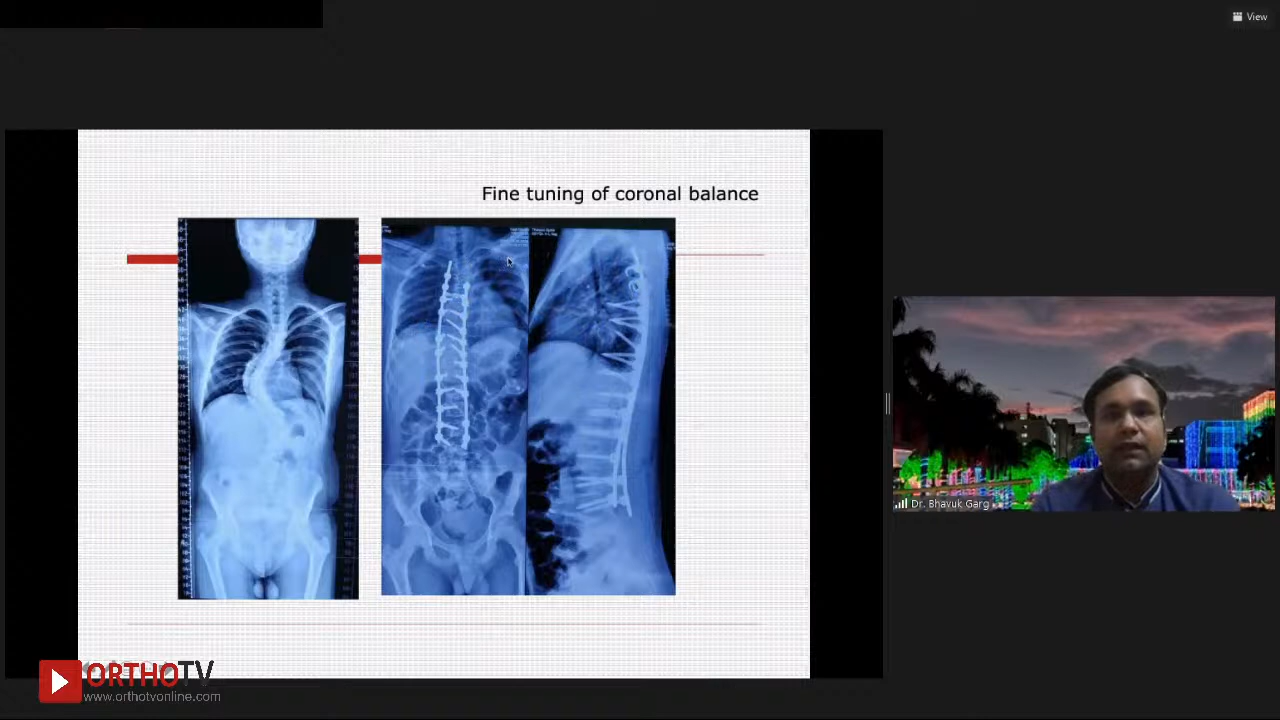 View
Fine tuning of coronal balance
Dr. Bhavuk Garg
ORTHOTV
www.orthotvonline.com